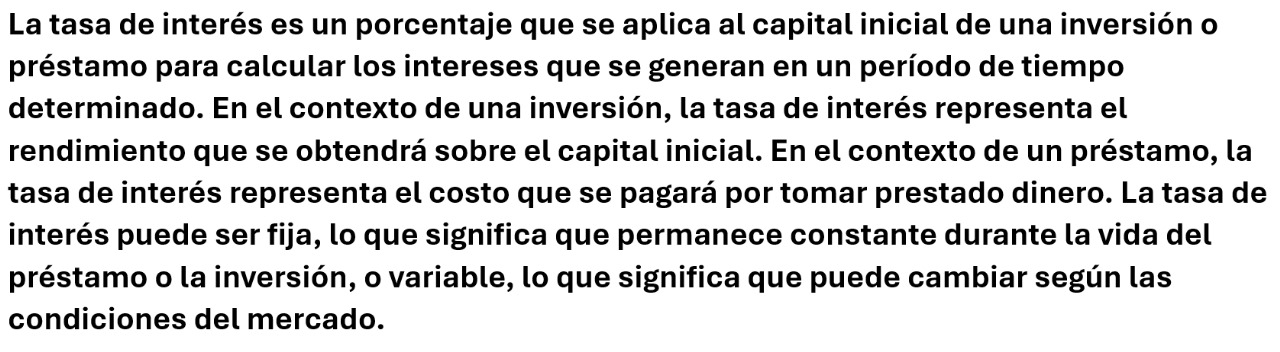 La tasa de interés es un porcentaje que se aplica al capital inicial de una inversión o
préstamo para calcular los intereses que se generan en un período de tiempo
determinado. En el contexto de una inversión, la tasa de interés representa el
rendimiento que se obtendrá sobre el capital inicial. En el contexto de un préstamo, la
tasa de interés representa el costo que se pagará por tomar prestado dinero. La tasa de
interés puede ser fija, lo que significa que permanece constante durante la vida del
préstamo o la inversión, o variable, lo que significa que puede cambiar según las
condiciones del mercado.